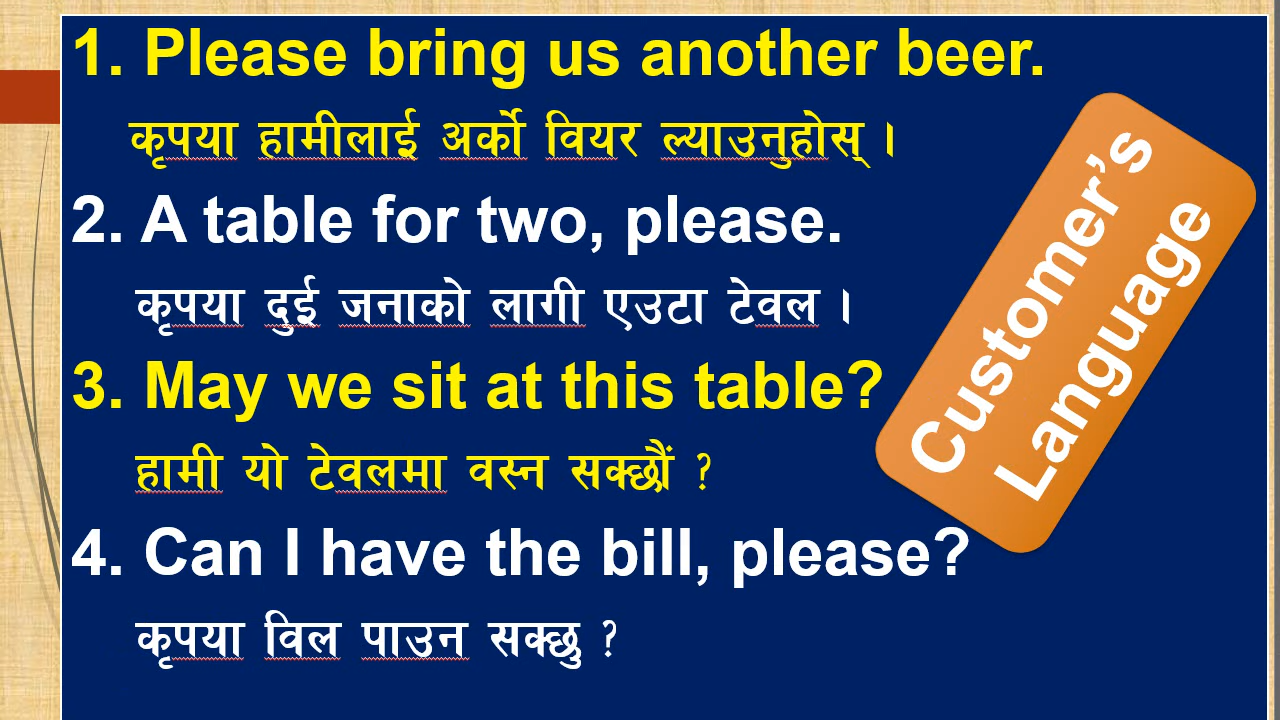 1. Please bring us another beer.
कृपया हामीलाई अर्को वियर ल्याउनुहोस् ।
2. A table for two, please.
कृपया दुई जनाको लागी एउटा टेवल ।
3. May we sit at this table?
हामी यो टेवलमा वस्न सक्छौं ?
4. Can I have the bill, please?
कृपया विल पाउन सक्छु ?
Customer’s
Language